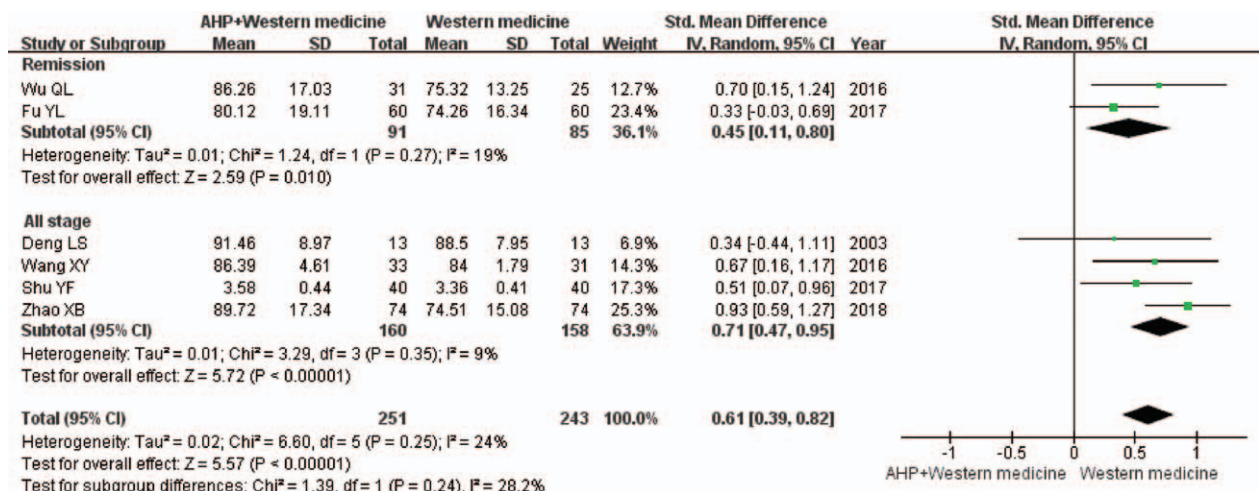 AHP+Western medicine Western medicine Std. Mean Difference Std. Mean Difference
Study or Subgroup Mean SD Total Mean SD Total Weight IV, Random, 95% CI Year IV, Random, 95% CI
Remission
Wu QL 86.26 17.03 31 75.32 13.25 25 12.7% 0.70 [0.15, 1.24] 2016
Fu YL 80.12 19.11 60 74.26 16.34 60 23.4% 0.33 [-0.03, 0.69] 2017
Subtotal (95% CI) 91 85 36.1% 0.45 [0.11, 0.80]
Heterogeneity: Tau² = 0.01; Chi² = 1.24, df = 1 (P = 0.27); I² = 19%
Test for overall effect: Z = 2.59 (P = 0.010)
All stage
Deng LS 91.46 8.97 13 88.5 7.95 13 6.9% 0.34 [-0.44, 1.11] 2003
Wang XY 86.39 4.61 33 84 1.79 31 14.3% 0.67 [0.16, 1.17] 2016
Shu YF 3.58 0.44 40 3.36 0.41 40 17.3% 0.51 [0.07, 0.96] 2017
Zhao XB 89.72 17.34 74 74.51 15.08 74 25.3% 0.93 [0.59, 1.27] 2018
Subtotal (95% CI) 160 158 63.9% 0.71 [0.47, 0.95]
Heterogeneity: Tau² = 0.01; Chi² = 3.29, df = 3 (P = 0.35); I² = 9%
Test for overall effect: Z = 5.72 (P < 0.00001)
Total (95% CI) 251 243 100.0% 0.61 [0.39, 0.82]
Heterogeneity: Tau² = 0.02; Chi² = 6.60, df = 5 (P = 0.25); I² = 24%
Test for overall effect: Z = 5.57 (P < 0.00001)
Test for subgroup differences: Chi² = 1.39, df = 1 (P = 0.24), I² = 28.2%
-1 -0.5 0 0.5 1
AHP+Western medicine Western medicine